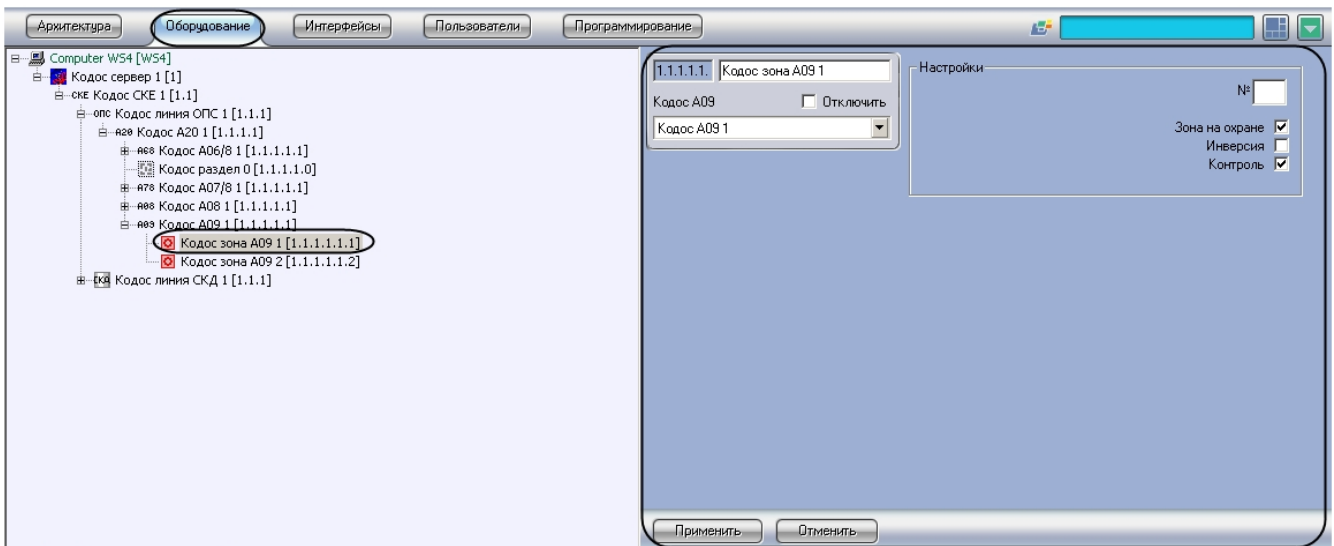 Архитектура Оборудование Интерфейсы Пользователи Программирование
Computer WS4 [WS4]
Кодос сервер 1 [1]
СКЕ Кодос СКЕ 1 [1.1]
ОПС Кодос линия ОПС 1 [1.1.1]
А20 Кодос А20 1 [1.1.1.1]
Кодос А06/8 1 [1.1.1.1.1]
Кодос раздел 0 [1.1.1.1.0]
А78 Кодос А07/8 1 [1.1.1.1.1]
Кодос А08 1 [1.1.1.1.1]
А09 Кодос А09 1 [1.1.1.1.1]
Кодос зона А09 1 [1.1.1.1.1.1]
Кодос зона А09 2 [1.1.1.1.1.2]
СКД Кодос линия СКД 1 [1.1.1]
1.1.1.1.1. Кодос зона А09 1
Кодос А09 Отключить
Кодос А09 1
Настройки
№
Зона на охране
Инверсия
Контроль
Применить Отменить